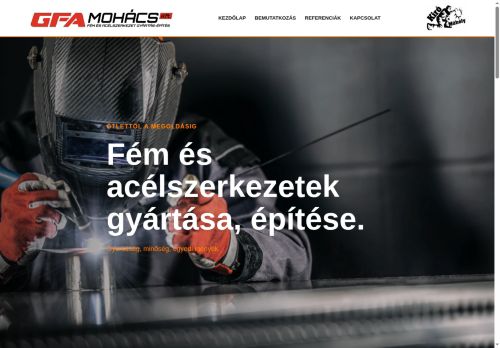 GFA MOHÁCS KFT.
FÉM ÉS ACÉLSZERKEZET GYÁRTÁS-ÉPÍTÉS
KEZDŐLAP BEMUTATKOZÁS REFERENCIÁK KAPCSOLAT
ÖTLETTŐL A MEGOLDÁSIG
Fém és
acélszerkezetek
gyártása, építése.
minőség, egyedi igények